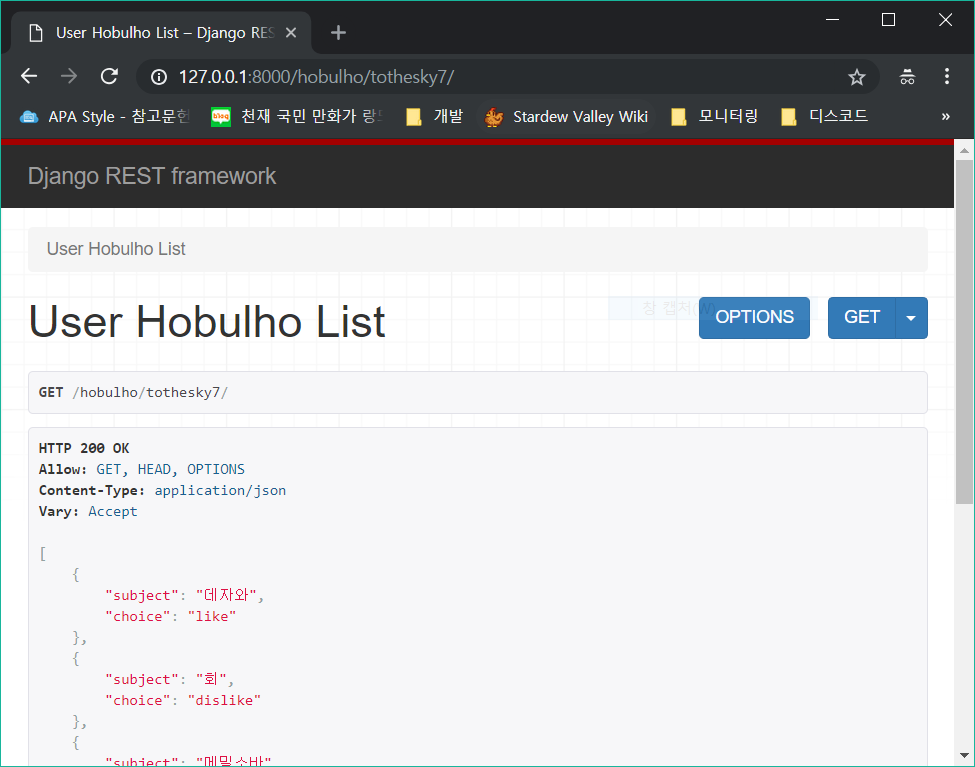 User Hobulho List – Django RES
127.0.0.1:8000/hobulho/tothesky7/
APA Style - 참고문헌 천재 국민 만화가 랑또 개발 Stardew Valley Wiki 모니터링 디스코드 »
Django REST framework
User Hobulho List
User Hobulho List
창 캡처(W)
OPTIONS GET
GET /hobulho/tothesky7/
HTTP 200 OK
Allow: GET, HEAD, OPTIONS
Content-Type: application/json
Vary: Accept
[
{
"subject": "데자와",
"choice": "like"
},
{
"subject": "회",
"choice": "dislike"
},
{
"subject": "메밀소바"